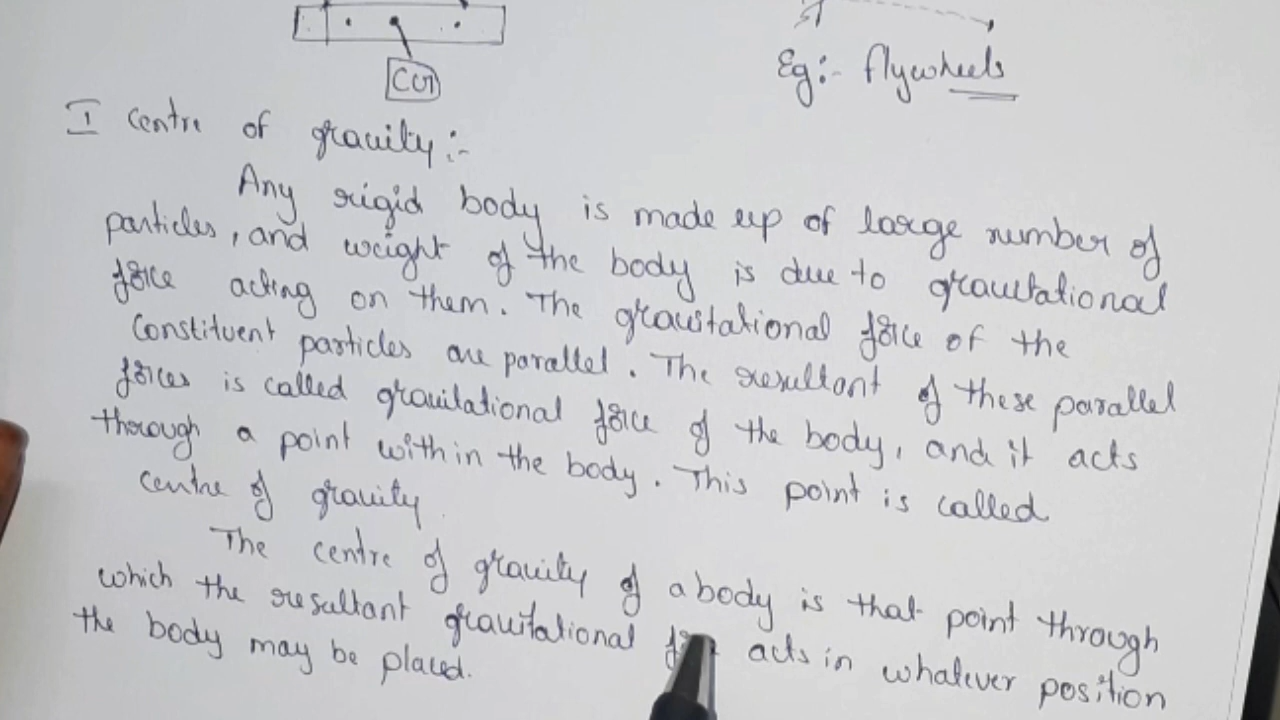 CG
Eg:- flywheels
I centre of gravity:-
Any rigid body is made up of large number of
particles, and weight of the body is due to gravitational
force acting on them. The gravitational force of the
constituent particles are parallel. The resultant of these parallel
forces is called gravitational force of the body, and it acts
through a point within the body. This point is called
centre of gravity.
The centre of gravity of a body is that point through
which the resultant gravitational acts in whatever position
the body may be placed.